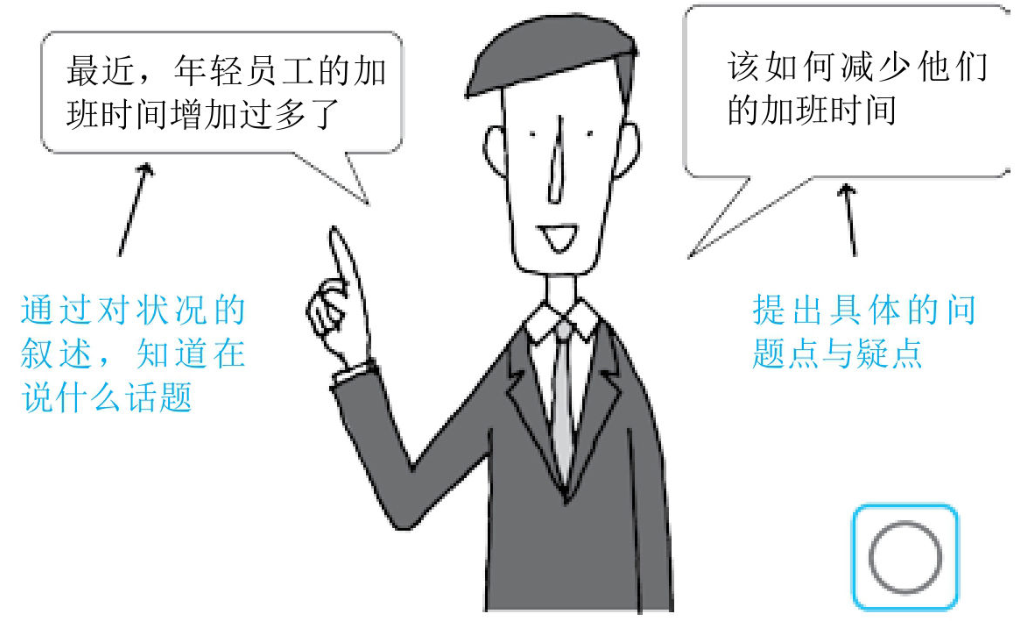 最近，年轻员工的加
班时间增加过多了
该如何减少他们
的加班时间
通过对状况的
叙述，知道在
说什么话题
提出具体的问
题点与疑点